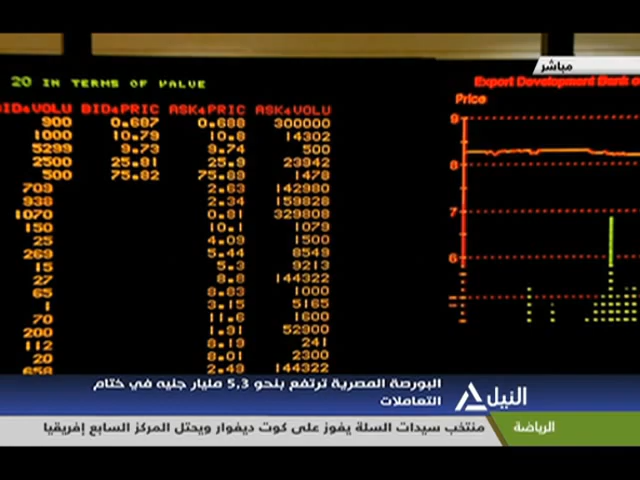 مباشر
20 IN TERMS OF VALUE
Export Development Bank
BID↓VOLU BID↓PRIC ASK↓PRIC ASK↓VOLU
Price
900 0.687 0.688 300000
1000 10.79 10.8 14302
5299 9.73 9.74 500
2500 25.81 25.9 23942
500 75.82 75.89 1478
709 2.63 142980
938 2.34 159828
1070 0.81 329808
150 10.1 1079
25 4.09 1500
269 5.44 8549
15 5.3 9213
27 8.8 144322
65 8.83 1000
1 3.15 5165
70 11.6 1600
200 1.91 52900
112 8.19 241
20 8.01 2300
658 2.49 144322
9
8
7
6
البورصة المصرية ترتفع بنحو 5,3 مليار جليه في ختام
التعاملات
النيل
الرياضة
منتخب سيدات السلة يفوز على كوت ديفوار ويحتل المركز السابع إفريقيا